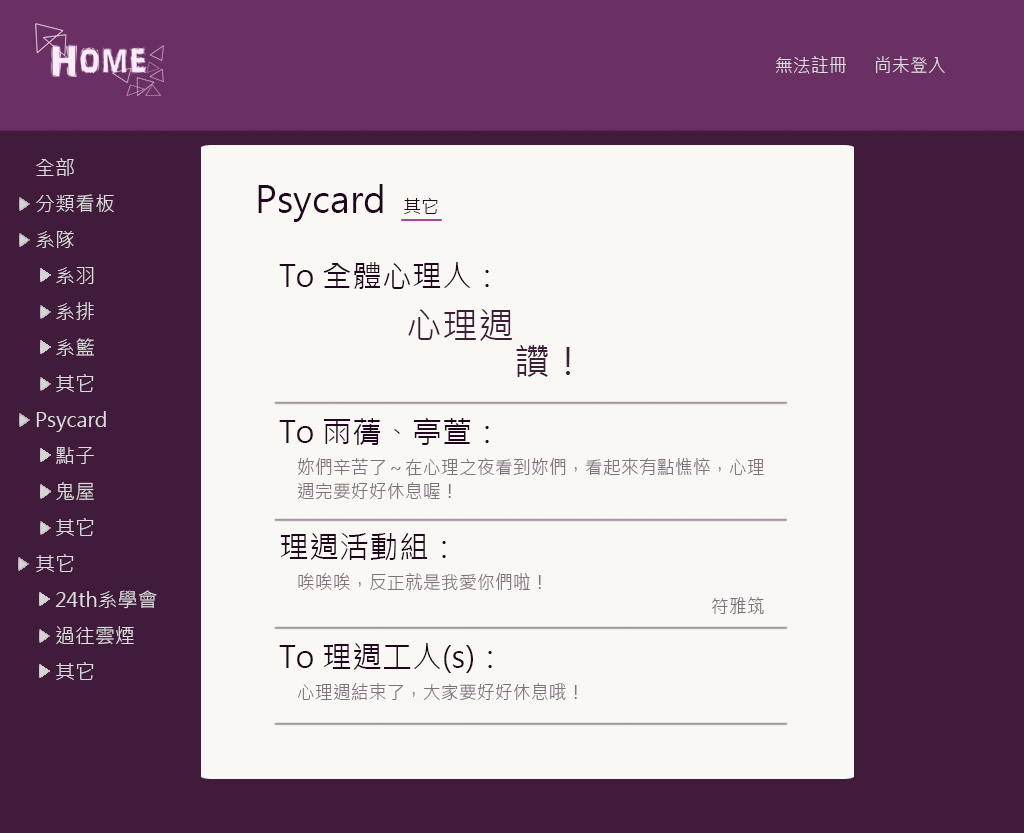 HOME
無法註冊 尚未登入
全部
分類看板
系隊
系羽
系排
系籃
其它
Psycard
點子
鬼屋
其它
其它
24th系學會
過往雲煙
其它
Psycard 其它
To 全體心理人：
心理週
讚！
To 雨蒨、亭萱：
妳們辛苦了~在心理之夜看到妳們，看起來有點憔悴，心理
週完要好好休息喔！
理週活動組：
唉唉唉，反正就是我愛你們啦！
符雅筑
To 理週工人(s)：
心理週結束了，大家要好好休息哦！